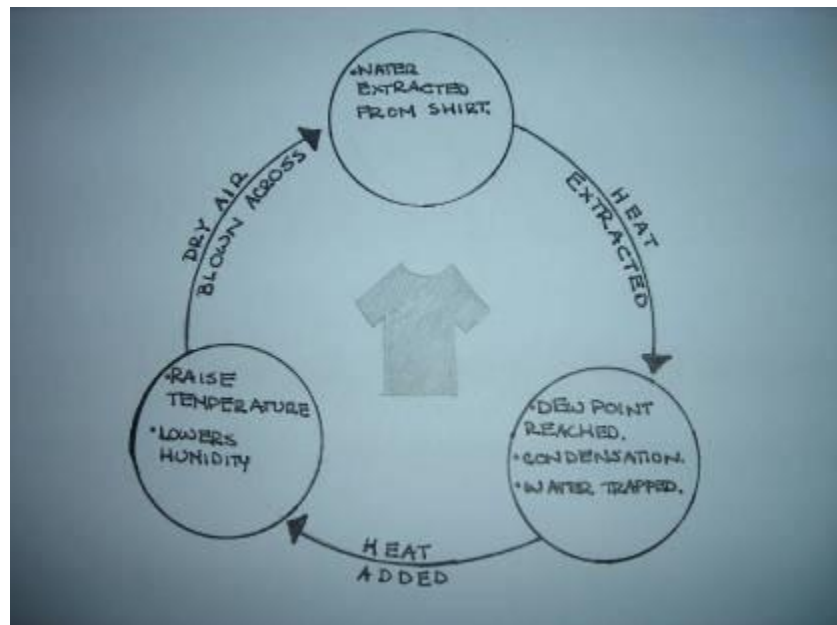 •WATER
EXTRACTED
FROM SHIRT.
HEAT
EXTRACTED
•DEW POINT
REACHED.
•CONDENSATION.
•WATER TRAPPED.
HEAT
ADDED
•RAISE
TEMPERATURE
•LOWERS
HUMIDITY
DRY AIR
BLOWN ACROSS